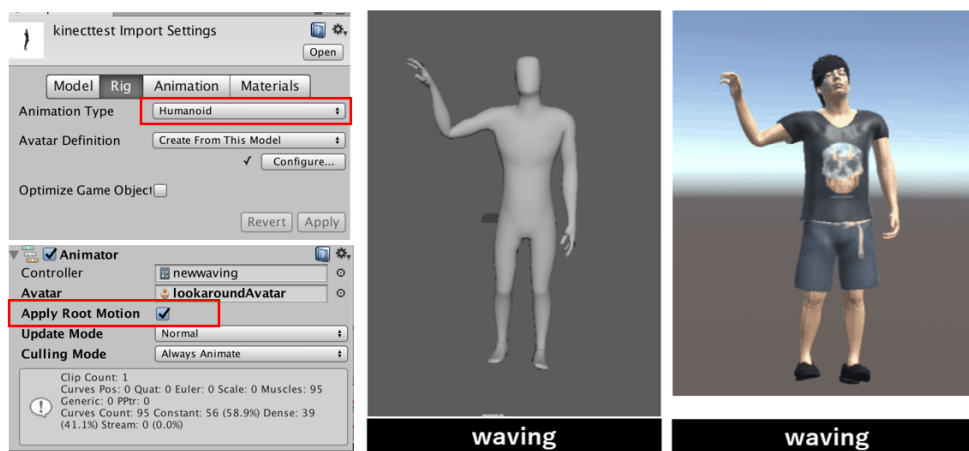 kinecttest Import Settings
Open
Model Rig Animation Materials
Animation Type Humanoid
Avatar Definition Create From This Model
✓ Configure...
Optimize Game Object
Revert Apply
Animator
Controller newwaving
Avatar lookaroundAvatar
Apply Root Motion
Update Mode Normal
Culling Mode Always Animate
Clip Count: 1
Curves Pos: 0 Quat: 0 Euler: 0 Scale: 0 Muscles: 95
Generic: 0 PPtr: 0
Curves Count: 95 Constant: 56 (58.9%) Dense: 39
(41.1%) Stream: 0 (0.0%)
waving
waving